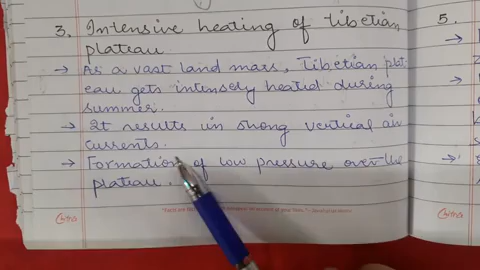 3. Intensive heating of tibetian
plateau
→ As a vast land mass, Tibetian plat
eau gets intensely heated during
summer.
→ It results in strong vertical air
currents.
→ Formation of low pressure over the
plateau.
5.
→
→
→